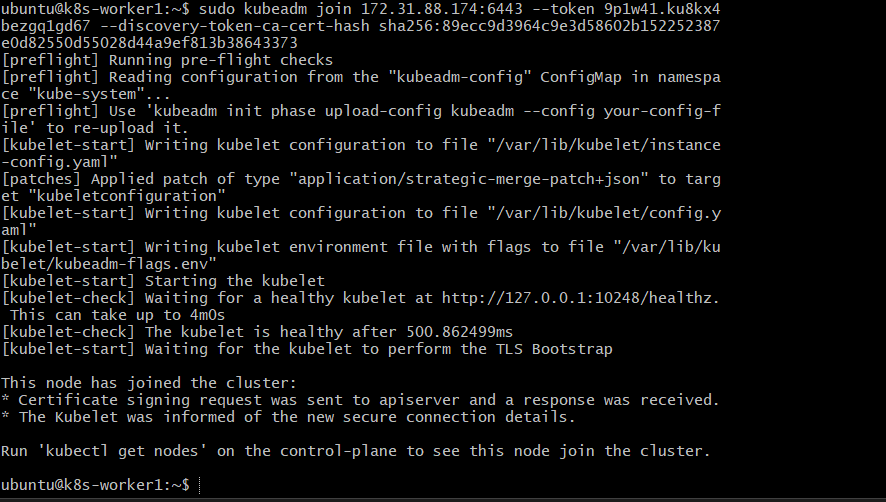 ubuntu@k8s-worker1:~$ sudo kubeadm join 172.31.88.174:6443 --token 9p1w41.ku8kx4
bezgq1gd67 --discovery-token-ca-cert-hash sha256:89ecc9d3964c9e3d58602b152252387
e0d82550d55028d44a9ef813b38643373
[preflight] Running pre-flight checks
[preflight] Reading configuration from the "kubeadm-config" ConfigMap in namespa
ce "kube-system"...
[preflight] Use 'kubeadm init phase upload-config kubeadm --config your-config-f
ile' to re-upload it.
[kubelet-start] Writing kubelet configuration to file "/var/lib/kubelet/instance
-config.yaml"
[patches] Applied patch of type "application/strategic-merge-patch+json" to targ
et "kubeletconfiguration"
[kubelet-start] Writing kubelet configuration to file "/var/lib/kubelet/config.y
aml"
[kubelet-start] Writing kubelet environment file with flags to file "/var/lib/ku
belet/kubeadm-flags.env"
[kubelet-start] Starting the kubelet
[kubelet-check] Waiting for a healthy kubelet at http://127.0.0.1:10248/healthz.
 This can take up to 4m0s
[kubelet-check] The kubelet is healthy after 500.862499ms
[kubelet-start] Waiting for the kubelet to perform the TLS Bootstrap

This node has joined the cluster:
* Certificate signing request was sent to apiserver and a response was received.
* The Kubelet was informed of the new secure connection details.

Run 'kubectl get nodes' on the control-plane to see this node join the cluster.

ubuntu@k8s-worker1:~$